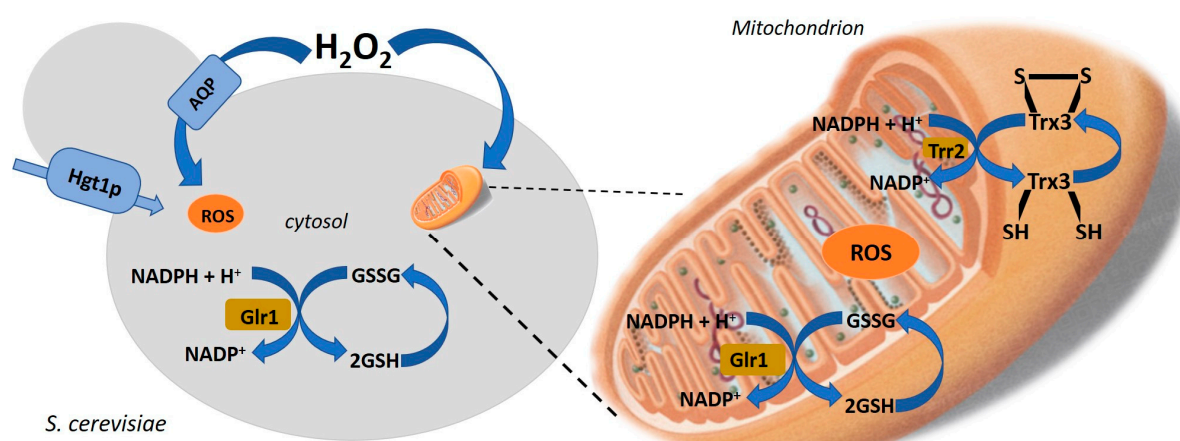 H₂O₂
AQP
Hgt1p
ROS
cytosol
NADPH + H⁺
GSSG
Glr1
NADP⁺
2GSH
S. cerevisiae
Mitochondrion
S S
NADPH + H⁺
Trx3
Trr2
NADP⁺
Trx3
SH SH
ROS
NADPH + H⁺
GSSG
Glr1
NADP⁺
2GSH